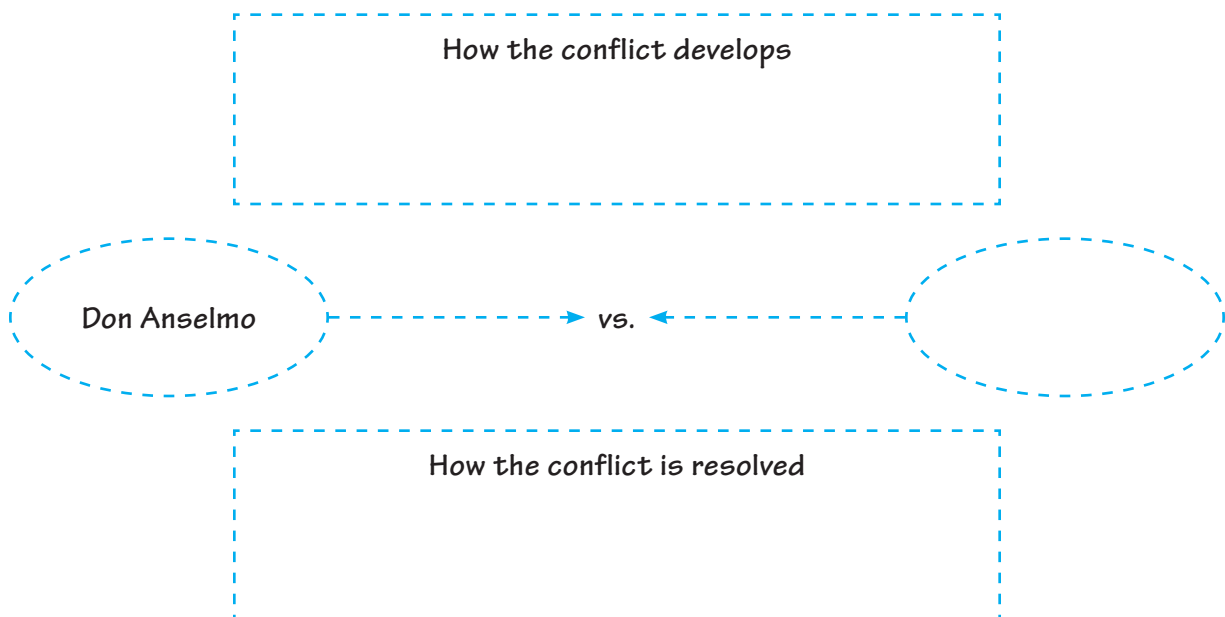 How the conflict develops
Don Anselmo
vs.
How the conflict is resolved